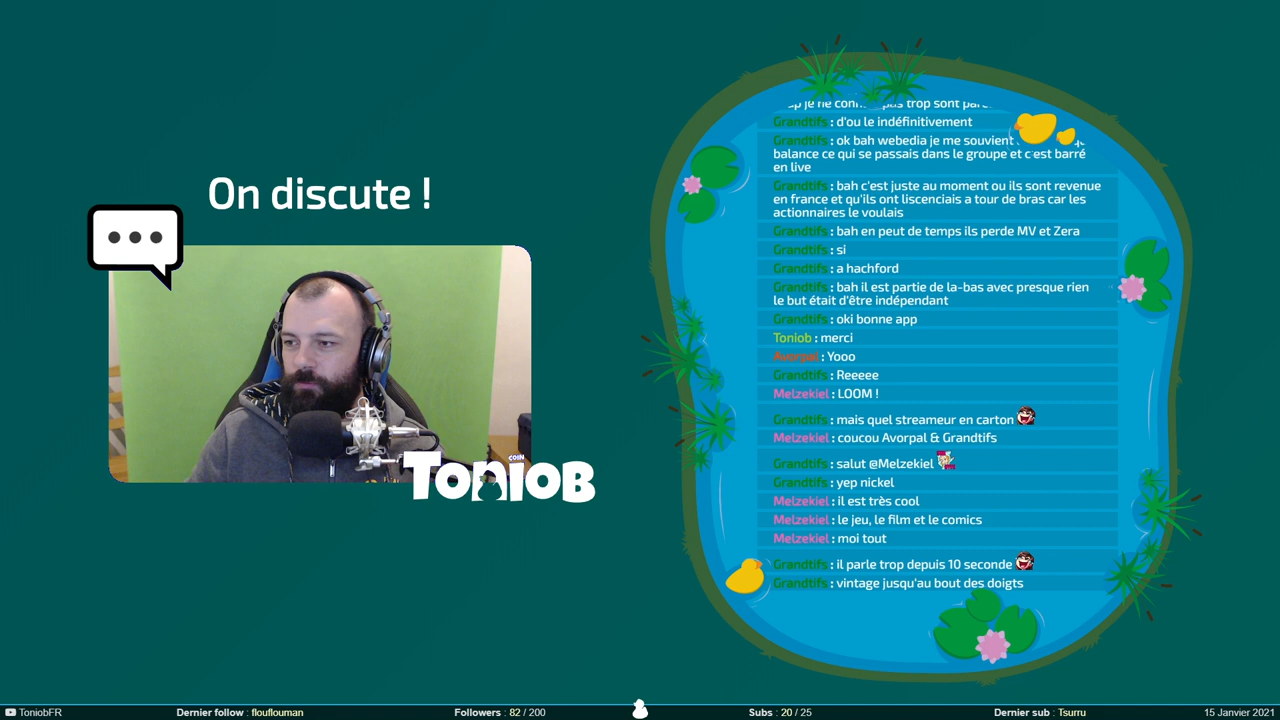 On discute !
COIN
TONIOB
je ne
pas trop sont
Grandtifs : d'ou le indéfinitivement
Grandtifs : ok bah webedia je me souvient
balance ce qui se passais dans le groupe et c'est barré
en live
Grandtifs : bah c'est juste au moment ou ils sont revenue
en france et qu'ils ont liscenciais a tour de bras car les
actionnaires le voulais
Grandtifs : bah en peut de temps ils perde MV et Zera
Grandtifs : si
Grandtifs : a hachford
Grandtifs : bah il est partie de la-bas avec presque rien
le but était d'être indépendant
Grandtifs : oki bonne app
Toniob : merci
Avorpal : Yooo
Grandtifs : Reeeee
Melzekiel : LOOM !
Grandtifs : mais quel streameur en carton
Melzekiel : coucou Avorpal & Grandtifs
Grandtifs : salut @Melzekiel
Grandtifs : yep nickel
Melzekiel : il est très cool
Melzekiel : le jeu, le film et le comics
Melzekiel : moi tout
Grandtifs : il parle trop depuis 10 seconde
Grandtifs : vintage jusqu'au bout des doigts
ToniobFR
Dernier follow : flouflouman
Followers : 82 / 200
Subs : 20 / 25
Dernier sub : Tsurru
15 Janvier 2021